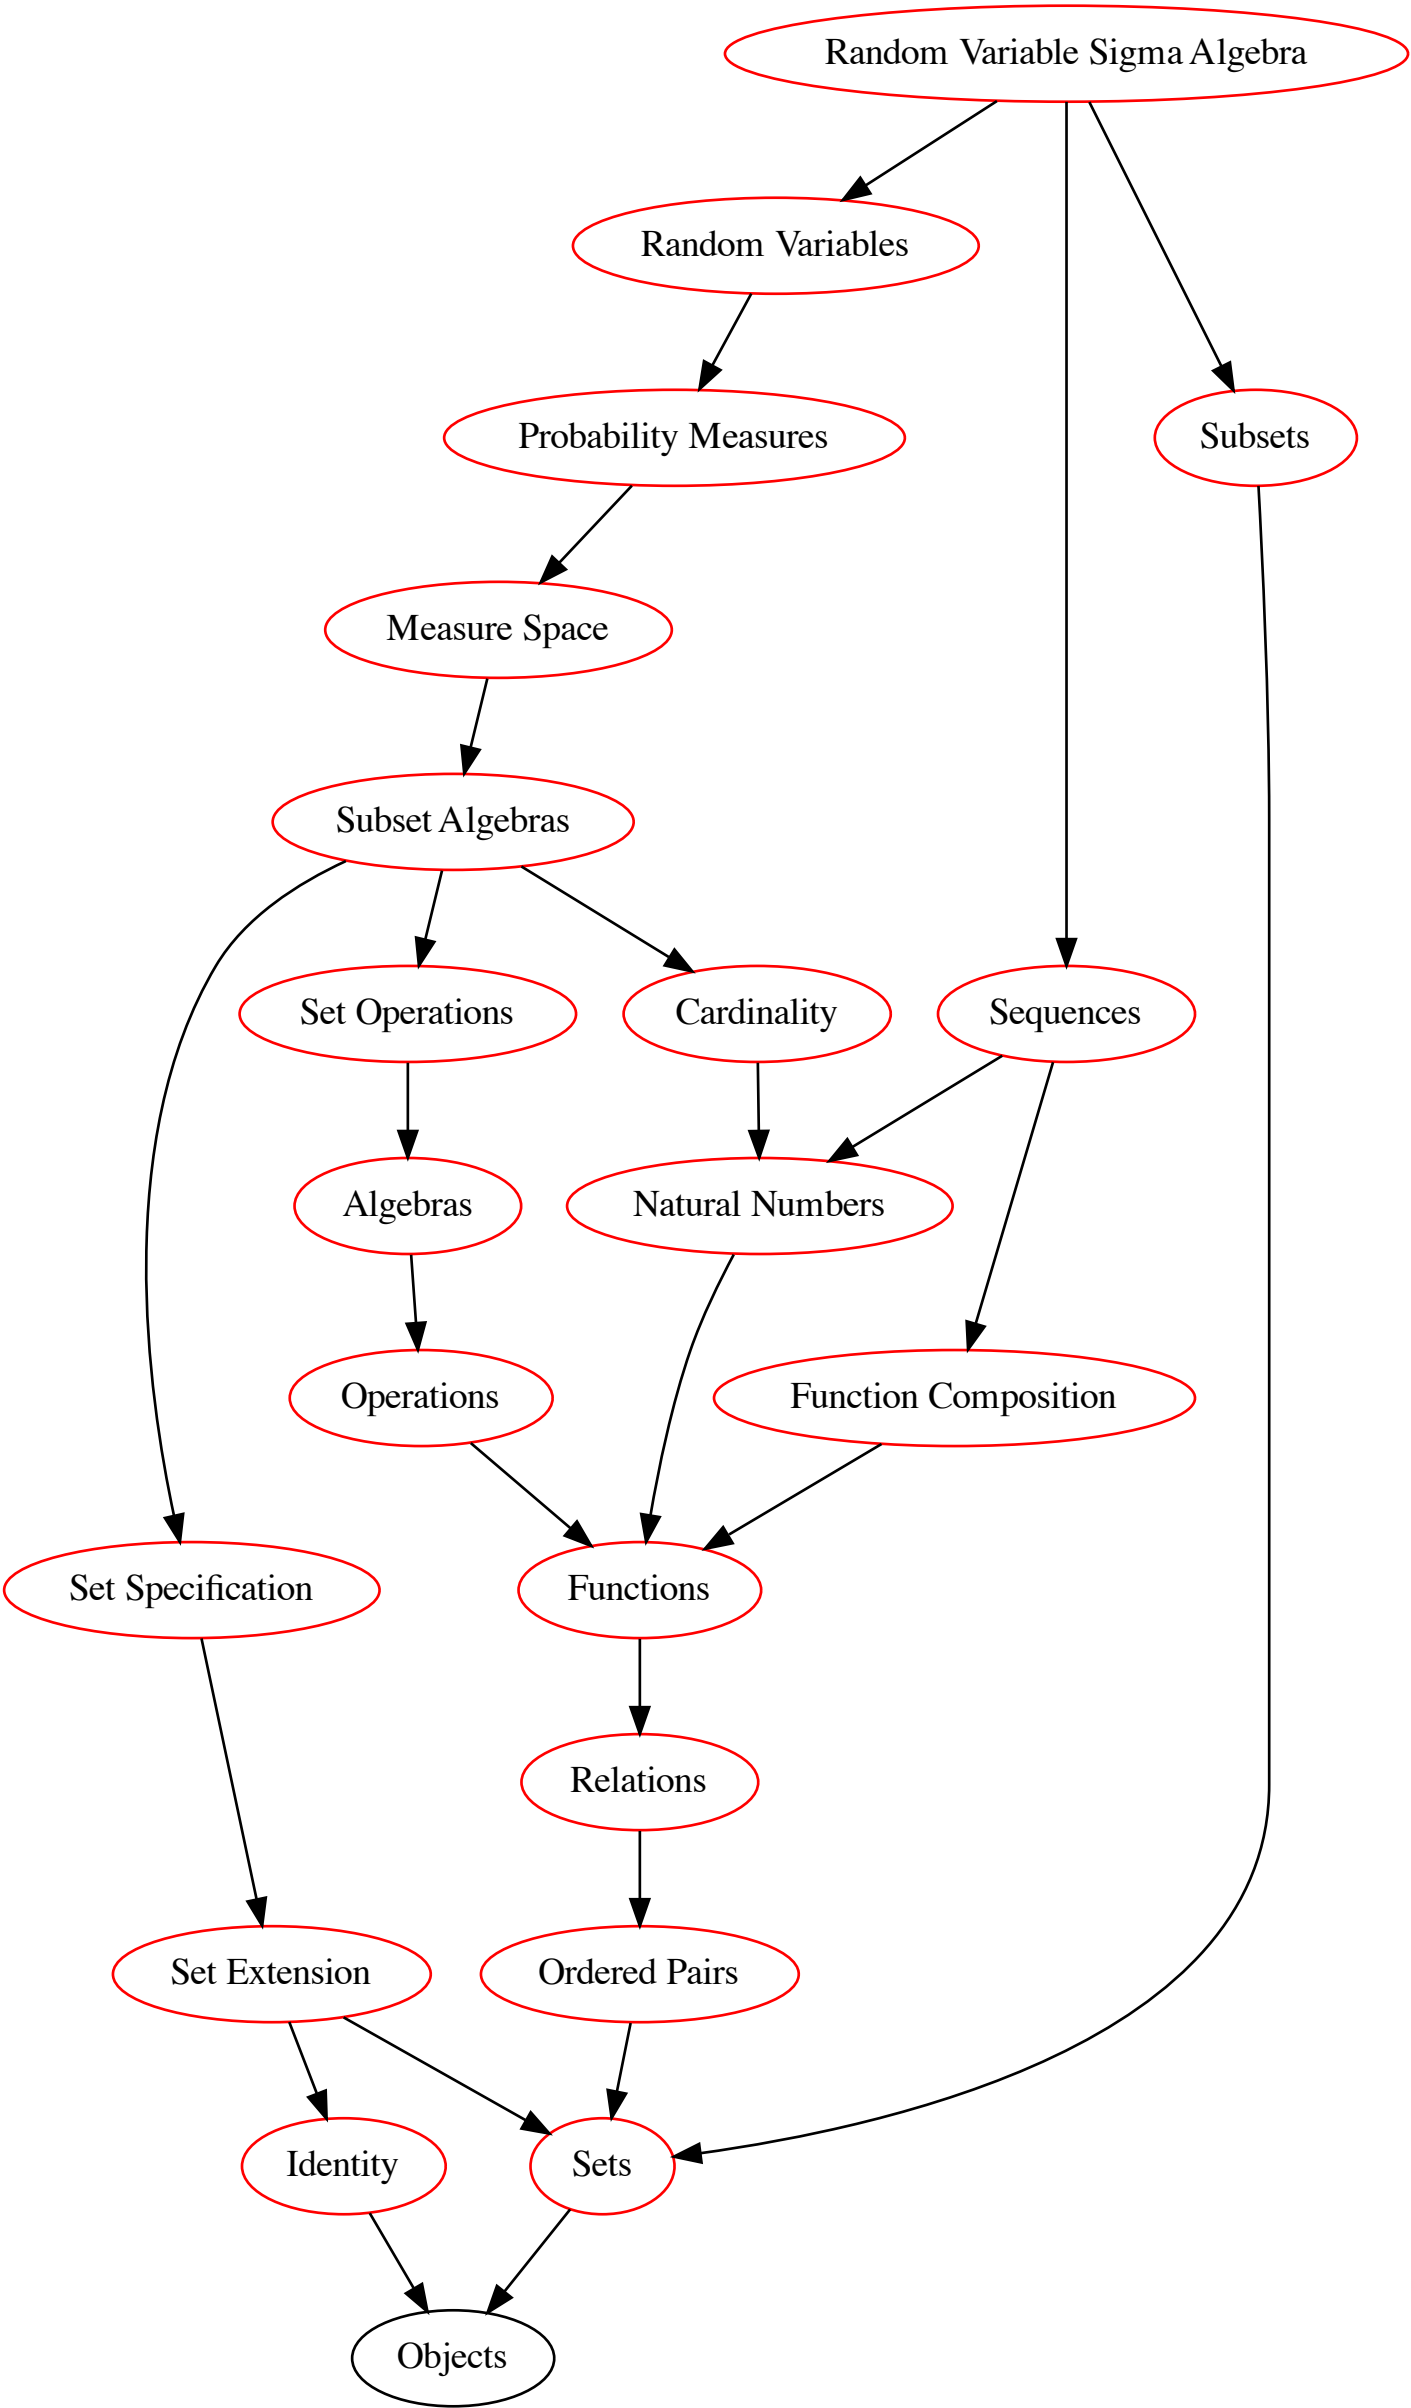 Random Variable Sigma Algebra
Random Variables
Probability Measures
Subsets
Measure Space
Subset Algebras
Set Operations
Cardinality
Sequences
Algebras
Natural Numbers
Operations
Function Composition
Set Specification
Functions
Relations
Set Extension
Ordered Pairs
Identity
Sets
Objects